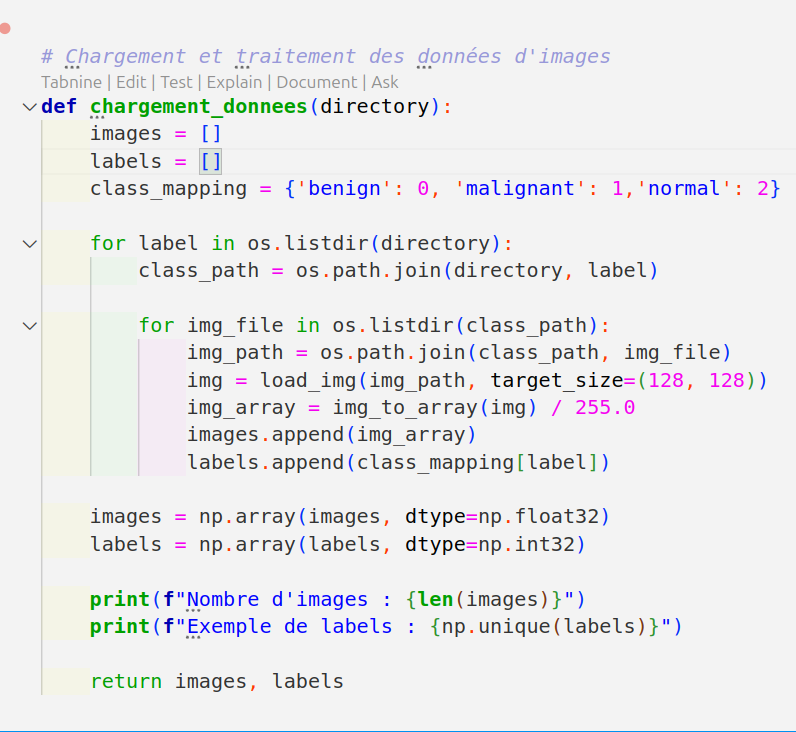 # Chargement et traitement des données d'images
Tabnine | Edit | Test | Explain | Document | Ask
def chargement_donnees(directory):
    images = []
    labels = []
    class_mapping = {'benign': 0, 'malignant': 1,'normal': 2}
    for label in os.listdir(directory):
        class_path = os.path.join(directory, label)
        for img_file in os.listdir(class_path):
            img_path = os.path.join(class_path, img_file)
            img = load_img(img_path, target_size=(128, 128))
            img_array = img_to_array(img) / 255.0
            images.append(img_array)
            labels.append(class_mapping[label])
    images = np.array(images, dtype=np.float32)
    labels = np.array(labels, dtype=np.int32)
    print(f"Nombre d'images : {len(images)}")
    print(f"Exemple de labels : {np.unique(labels)}")
    return images, labels